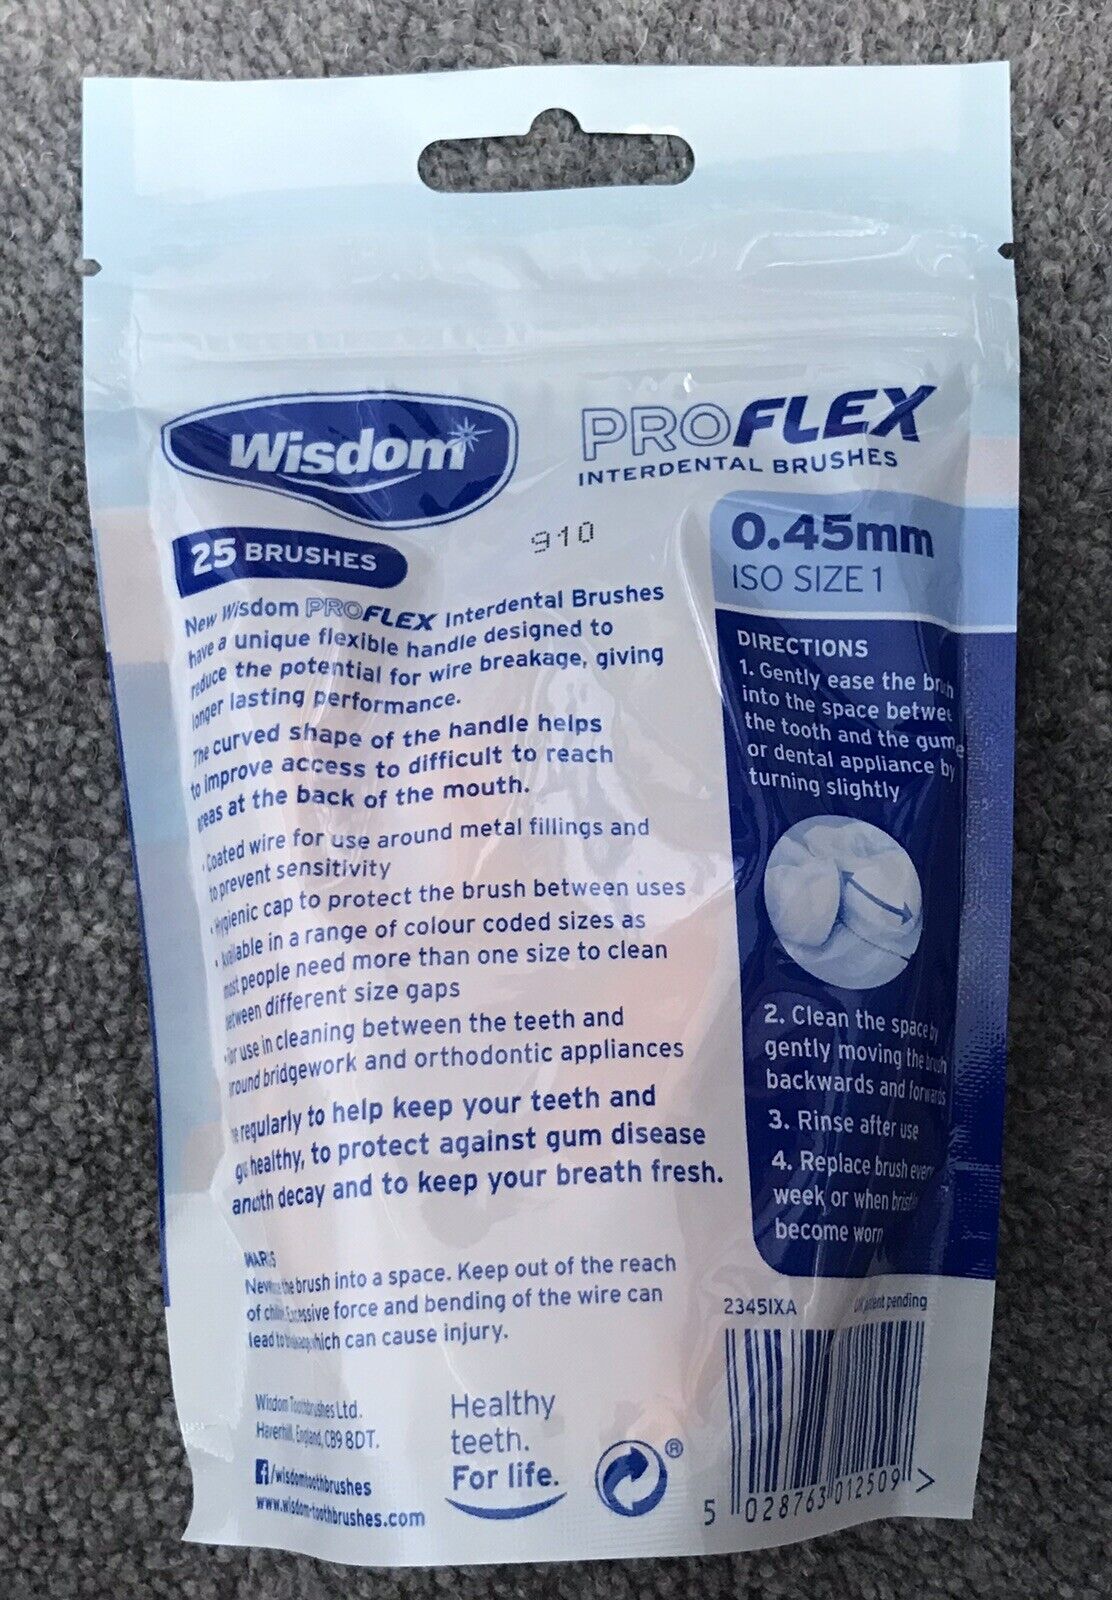 Wisdom
PROFLEX
INTERDENTAL BRUSHES
25 BRUSHES
910
0.45mm
ISO SIZE 1
New Wisdom PROFLEX Interdental Brushes
have a unique flexible handle designed to
reduce the potential for wire breakage, giving
longer lasting performance.
The curved shape of the handle helps
to improve access to difficult to reach
areas at the back of the mouth.
• Coated wire for use around metal fillings and
to prevent sensitivity
• Hygienic cap to protect the brush between uses
• Available in a range of colour coded sizes as
most people need more than one size to clean
between different size gaps
• For use in cleaning between the teeth and
around bridgework and orthodontic appliances
regularly to help keep your teeth and
healthy, to protect against gum disease
decay and to keep your breath fresh.
the brush into a space. Keep out of the reach
of Excessive force and bending of the wire can
lead to which can cause injury.
Wisdom Toothbrushes Ltd.
Haverhill, England, CB9 8DT.
/wisdomtoothbrushes
www.wisdom-toothbrushes.com
Healthy
teeth.
For life.
®
DIRECTIONS
1. Gently ease the brush
into the space between
the tooth and the gum
or dental appliance by
turning slightly
2. Clean the space by
gently moving the brush
backwards and forwards
3. Rinse after use
4. Replace brush every
week or when bristles
become worn
2345IXA
UK patent pending
5 028763 012509 >